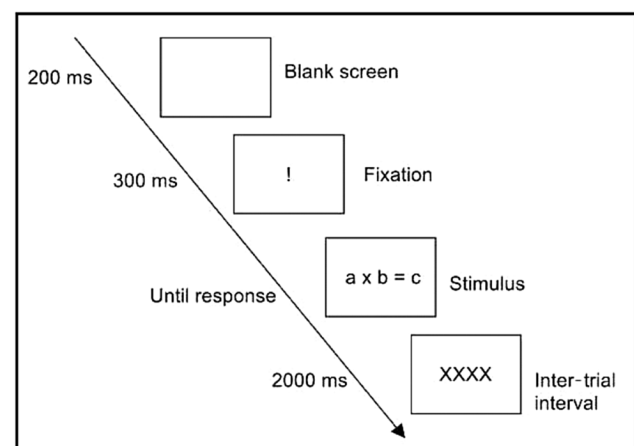 200 ms
Blank screen
300 ms
!
Fixation
Until response
a x b = c
Stimulus
2000 ms
XXXX
Inter-trial
interval